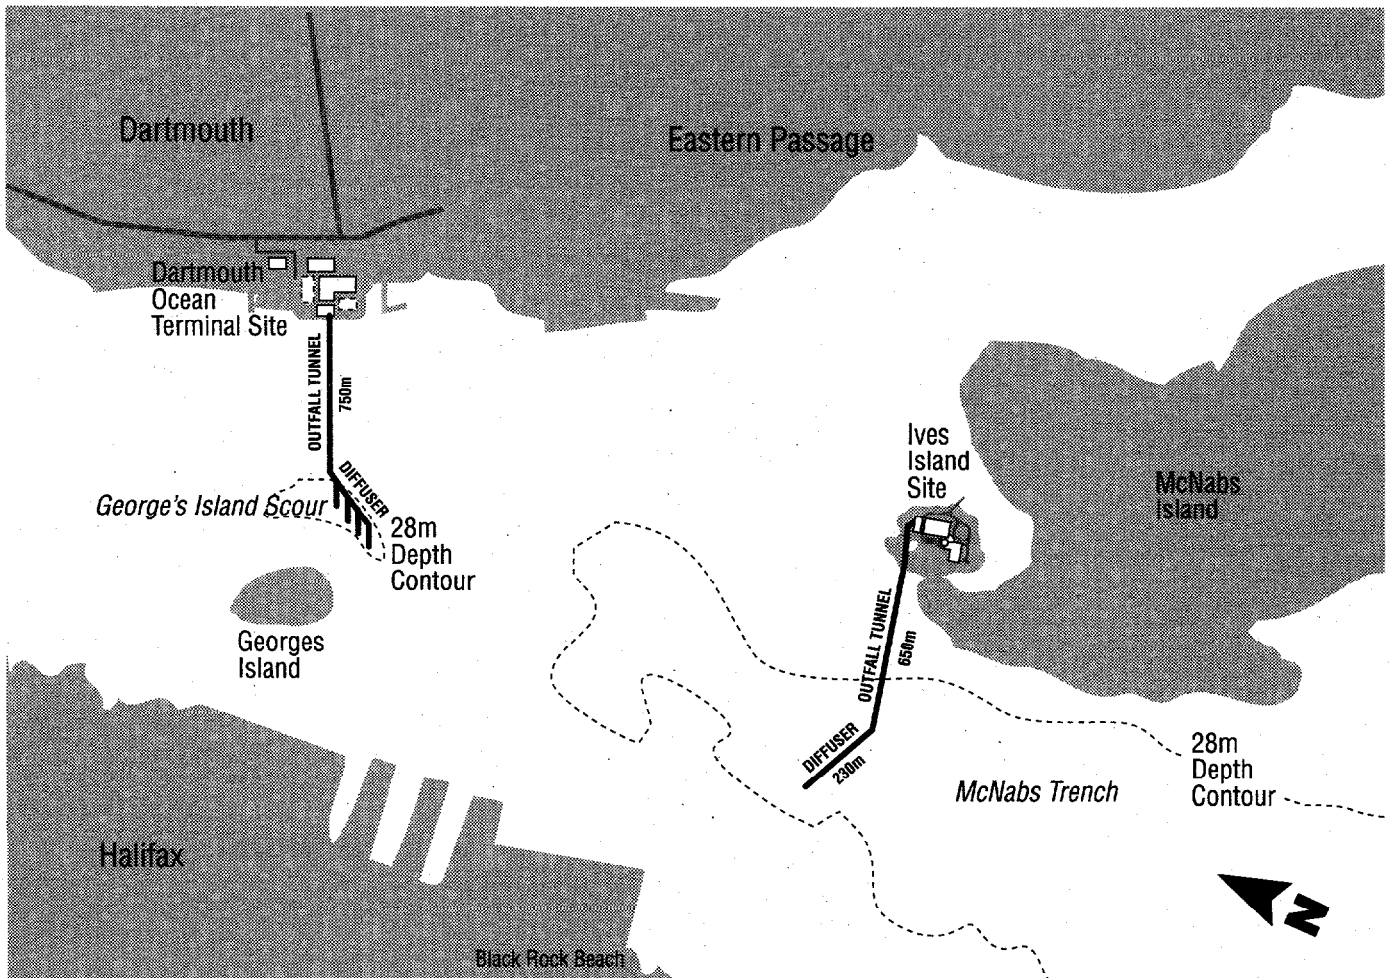 Dartmouth
Eastern Passage
Dartmouth
Ocean
Terminal Site
OUTFALL TUNNEL
750m
DIFFUSER
George's Island Scour
28m
Depth
Contour
Georges
Island
Ives
Island
Site
McNabs
Island
OUTFALL TUNNEL
650m
DIFFUSER
230m
McNabs Trench
28m
Depth
Contour
Halifax
Black Rock Beach
N